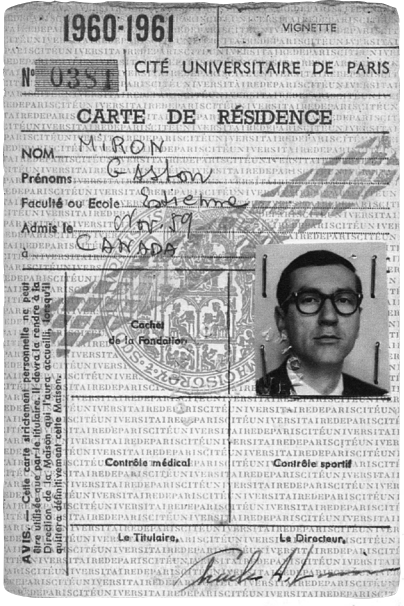 1960-1961
VIGNETTE
N° 0381
CITÉ UNIVERSITAIRE DE PARIS
CARTE DE RÉSIDENCE
NOM MIRON
Prénoms Gaston
Faculté ou Ecole Estienne
Admis le Nov. 59
à CANADA
Cachet
de la Fondation
Contrôle médical
Contrôle sportif
Le Titulaire,
Le Directeur,
AVIS. — Cette carte strictement personnelle ne peut
être utilisée que par le titulaire. Il devra la rendre à la
Direction de la Maison qui l'aura accueilli, lorsqu'il
quittera définitivement cette Maison.